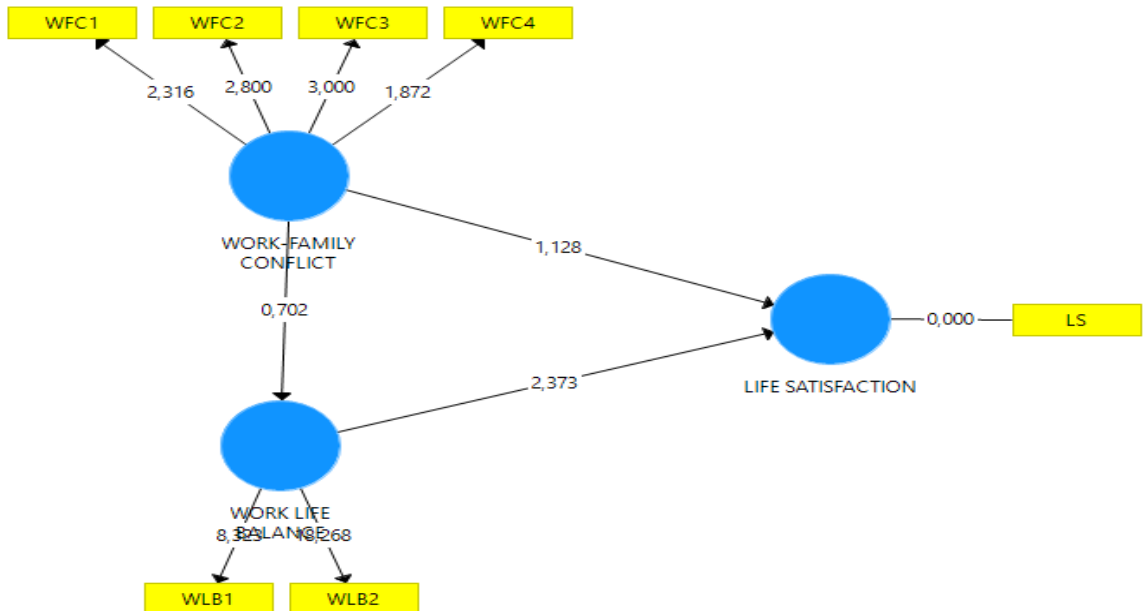 WFC1
WFC2
WFC3
WFC4
2,316
2,800
3,000
1,872
WORK-FAMILY
CONFLICT
1,128
0,702
0,000
LS
2,373
LIFE SATISFACTION
WORK LIFE
BALANCE
WLB1
WLB2